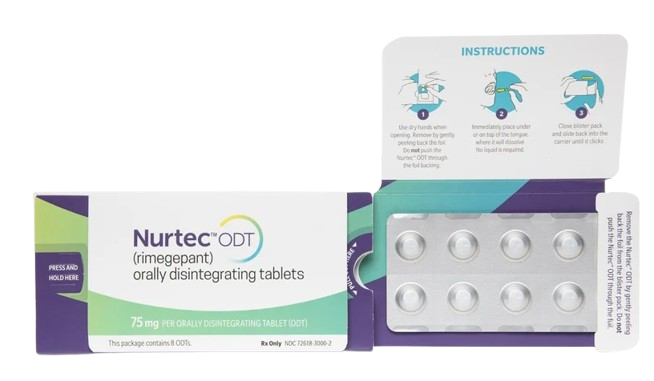 INSTRUCTIONS
1
Use dry hands when
opening. Remove by gently
peeling back the foil.
Do not push the
Nurtec™ ODT through
the foil backing.
2
Immediately place under
or on top of the tongue
where it will dissolve
No liquid is required.
3
Close blister pack
and slide back into the
carrier until it clicks
Nurtec™ ODT
(rimegepant)
orally disintegrating tablets
PRESS AND
HOLD HERE
75 mg PER ORALLY DISINTEGRATING TABLET (ODT)
This package contains 8 ODTs.
Rx Only NDC 72618-3000-2
HERE
Remove the Nurtec™ ODT by gently peeling
back the foil from the blister pack. Do not
push the Nurtec™ ODT through the foil.